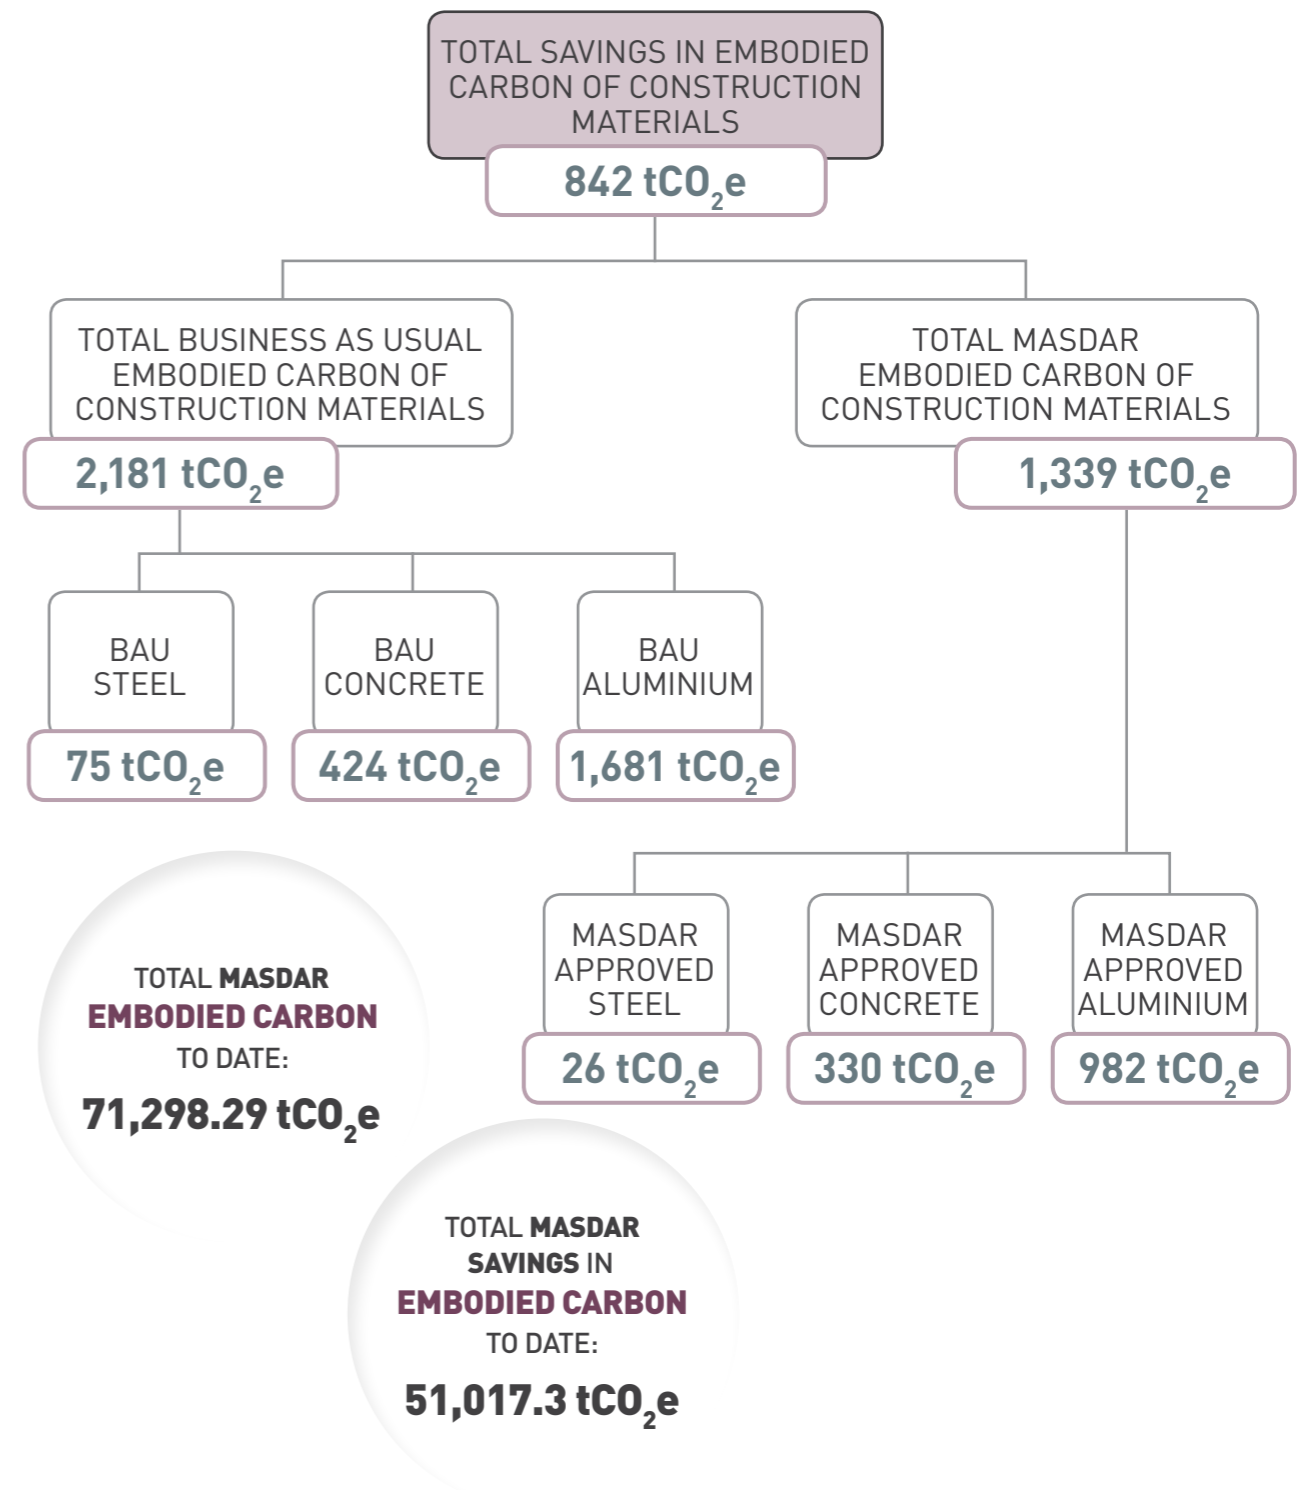 TOTAL SAVINGS IN EMBODIED
CARBON OF CONSTRUCTION
MATERIALS
842 tCO₂e
TOTAL BUSINESS AS USUAL
EMBODIED CARBON OF
CONSTRUCTION MATERIALS
2,181 tCO₂e
TOTAL MASDAR
EMBODIED CARBON OF
CONSTRUCTION MATERIALS
1,339 tCO₂e
BAU
STEEL
75 tCO₂e
BAU
CONCRETE
424 tCO₂e
BAU
ALUMINIUM
1,681 tCO₂e
MASDAR
APPROVED
STEEL
26 tCO₂e
MASDAR
APPROVED
CONCRETE
330 tCO₂e
MASDAR
APPROVED
ALUMINIUM
982 tCO₂e
TOTAL MASDAR
EMBODIED CARBON
TO DATE:
71,298.29 tCO₂e
TOTAL MASDAR
SAVINGS IN
EMBODIED CARBON
TO DATE:
51,017.3 tCO₂e